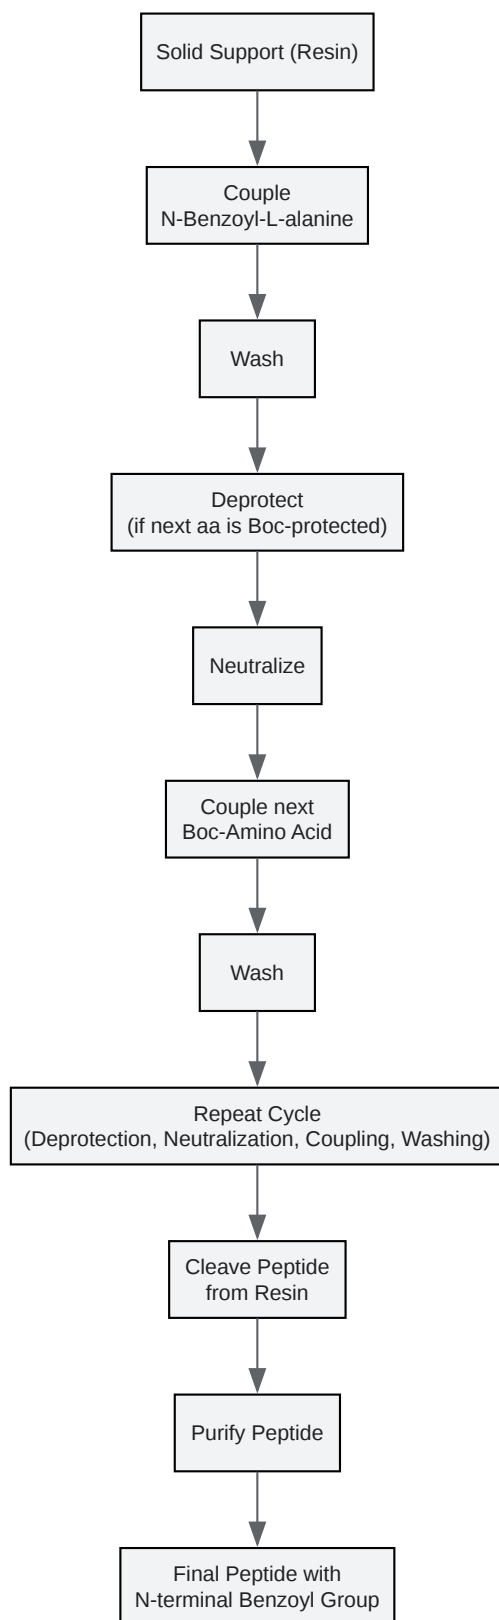 Solid Support (Resin)
Couple
N-Benzoyl-L-alanine
Wash
Deprotect
(if next aa is Boc-protected)
Neutralize
Couple next
Boc-Amino Acid
Wash
Repeat Cycle
(Deprotection, Neutralization, Coupling, Washing)
Cleave Peptide
from Resin
Purify Peptide
Final Peptide with
N-terminal Benzoyl Group